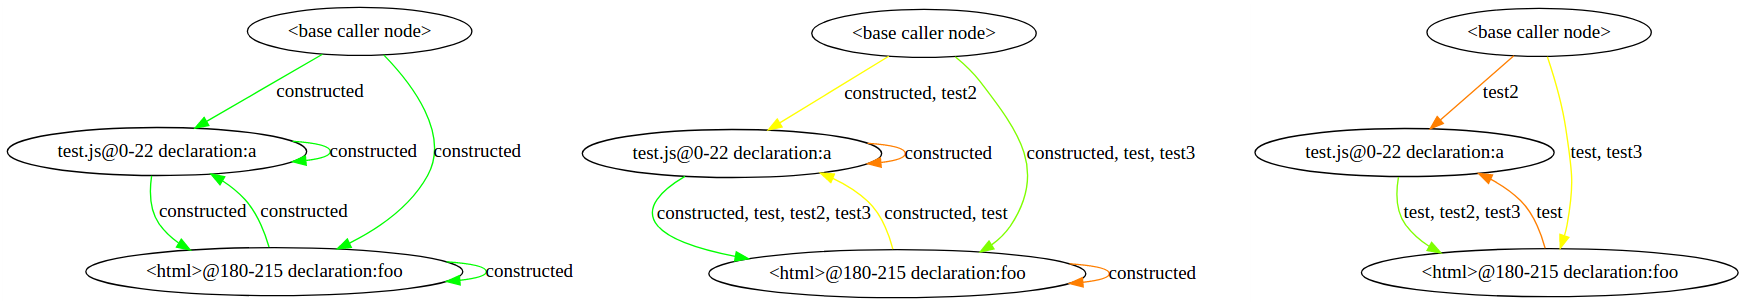 <base caller node>
constructed
test.js@0-22 declaration:a
constructed
constructed
constructed
constructed
<html>@180-215 declaration:foo
constructed
<base caller node>
constructed, test2
test.js@0-22 declaration:a
constructed
constructed, test, test3
constructed, test, test2, test3
constructed, test
<html>@180-215 declaration:foo
constructed
<base caller node>
test2
test.js@0-22 declaration:a
test, test3
test, test2, test3
test
<html>@180-215 declaration:foo